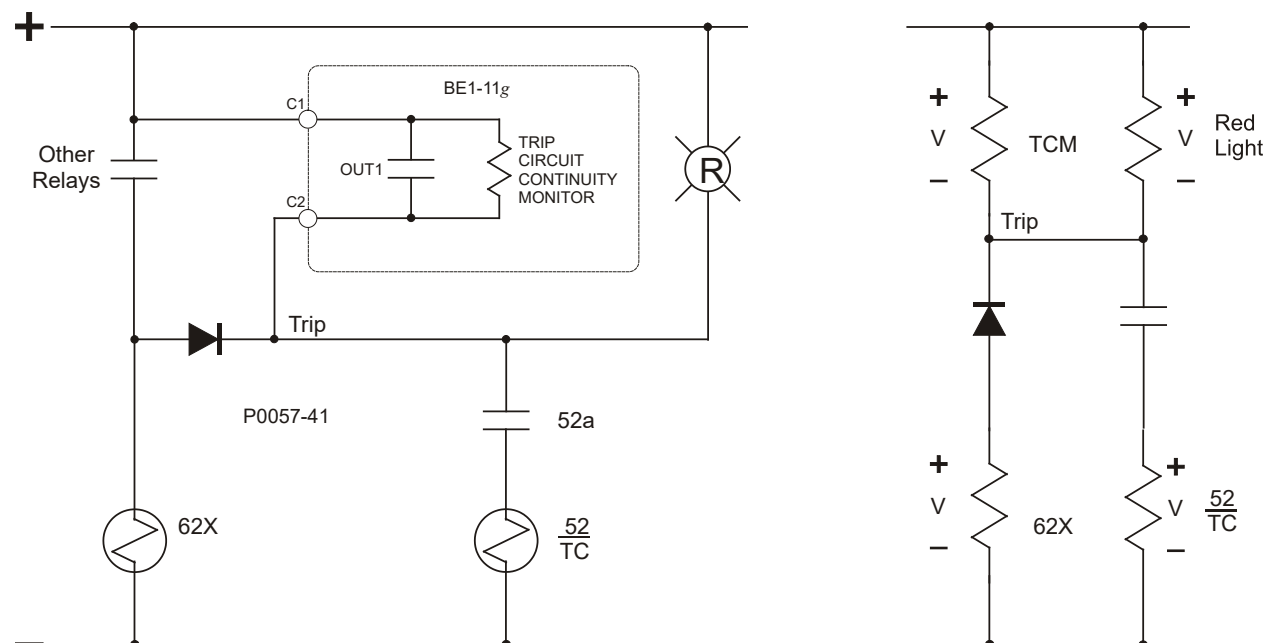 +
BE1-11g
C1
Other
Relays
OUT1
TRIP
CIRCUIT
CONTINUITY
MONITOR
C2
R
Trip
P0057-41
52a
62X
52
TC
−
+
V
−
TCM
+
V
−
Red
Light
Trip
+
V
−
62X
+
V
−
52
TC